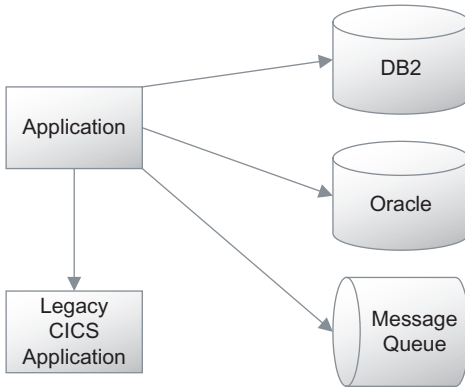 DB2
Application
Oracle
Legacy
CICS
Application
Message
Queue